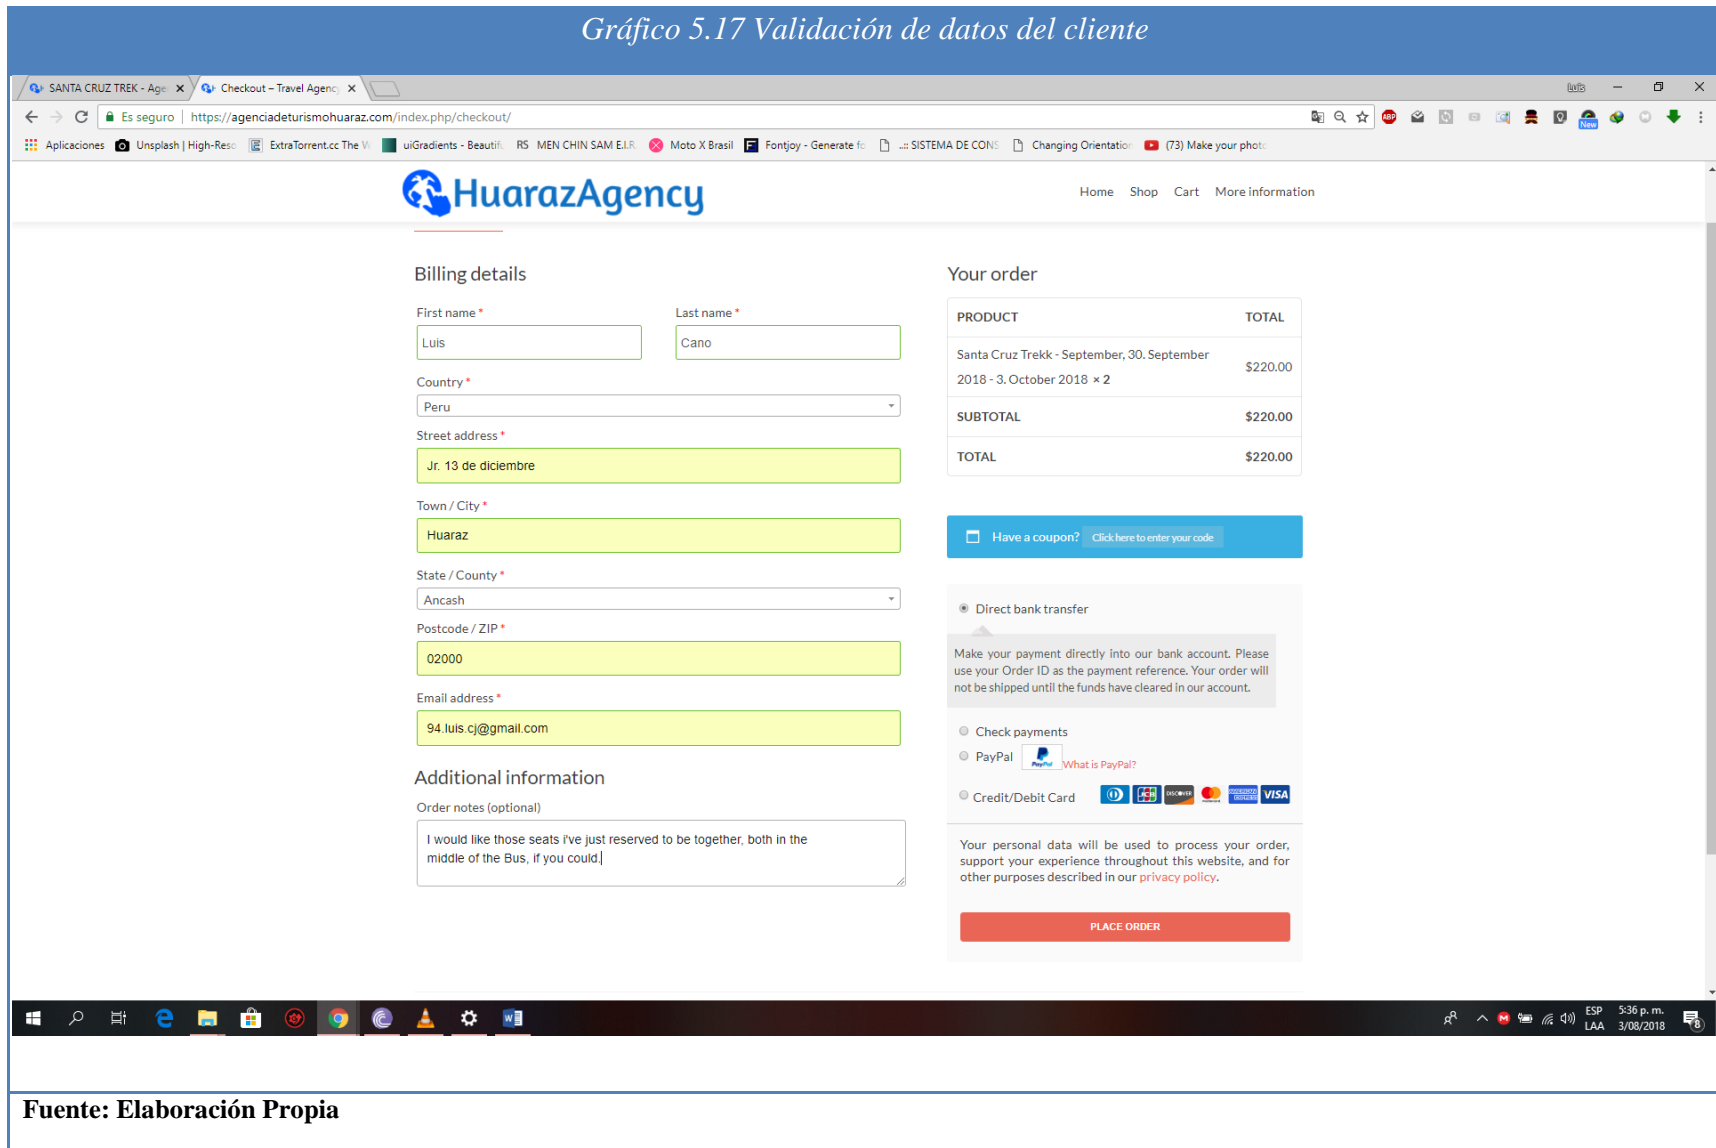 Gráfico 5.17 Validación de datos del cliente
SANTA CRUZ TREK - Age
Checkout – Travel Agency
Luis
Es seguro | https://agenciadeturismohuaraz.com/index.php/checkout/
Aplicaciones Unsplash | High-Reso ExtraTorrent.cc The W uiGradients - Beautifu RS MEN CHIN SAM E.I.R. Moto X Brasil Fontjoy - Generate fo ..:: SISTEMA DE CONS Changing Orientation (73) Make your photo
HuarazAgency
Home Shop Cart More information
Billing details
First name *
Last name *
Luis
Cano
Country *
Peru
Street address *
Jr. 13 de diciembre
Town / City *
Huaraz
State / County *
Ancash
Postcode / ZIP *
02000
Email address *
94.luis.cj@gmail.com
Additional information
Order notes (optional)
I would like those seats i've just reserved to be together, both in the
middle of the Bus, if you could.
Your order
PRODUCT TOTAL
Santa Cruz Trekk - September, 30. September
2018 - 3. October 2018 × 2
$220.00
SUBTOTAL $220.00
TOTAL $220.00
Have a coupon? Click here to enter your code
Direct bank transfer
Make your payment directly into our bank account. Please
use your Order ID as the payment reference. Your order will
not be shipped until the funds have cleared in our account.
Check payments
PayPal PayPal What is PayPal?
Credit/Debit Card JCB DISCOVER AMERICAN EXPRESS VISA
Your personal data will be used to process your order,
support your experience throughout this website, and for
other purposes described in our privacy policy.
PLACE ORDER
ESP 5:36 p. m.
LAA 3/08/2018
8
Fuente: Elaboración Propia